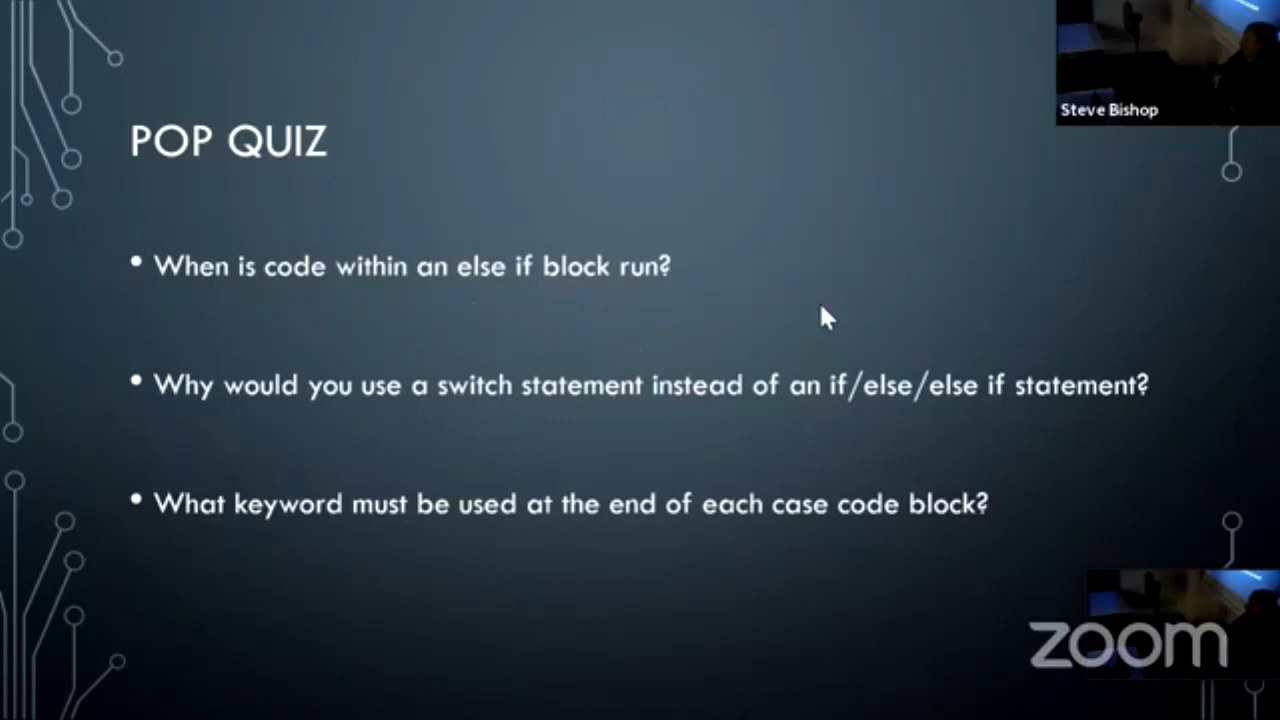 Steve Bishop
POP QUIZ
• When is code within an else if block run?
• Why would you use a switch statement instead of an if/else/else if statement?
• What keyword must be used at the end of each case code block?
zoom